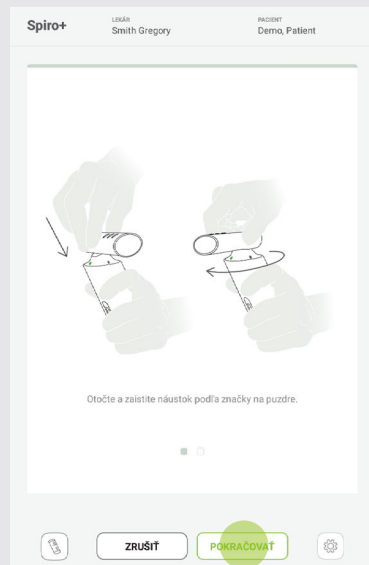 Spiro+
LEKÁR
Smith Gregory
PACIENT
Demo, Patient
Otočte a zaistite náustok podľa značky na puzdre.
ZRUŠIŤ
POKRAČOVAŤ